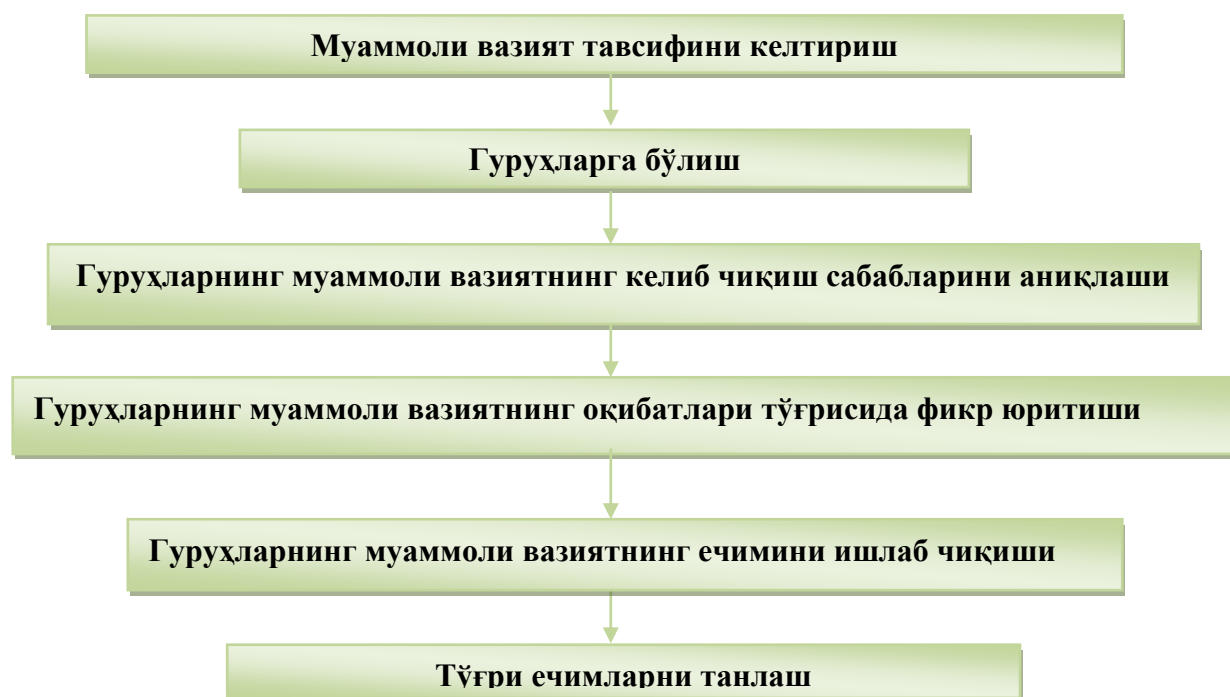 Муаммоли вазият тавсифини келтириш
Гуруҳларга бўлиш
Гуруҳларнинг муаммоли вазиятнинг келиб чиқиш сабабларини аниқлаши
Гуруҳларнинг муаммоли вазиятнинг оқибатлари тўғрисида фикр юритиши
Гуруҳларнинг муаммоли вазиятнинг ечимини ишлаб чиқиши
Тўғри ечимларни танлаш